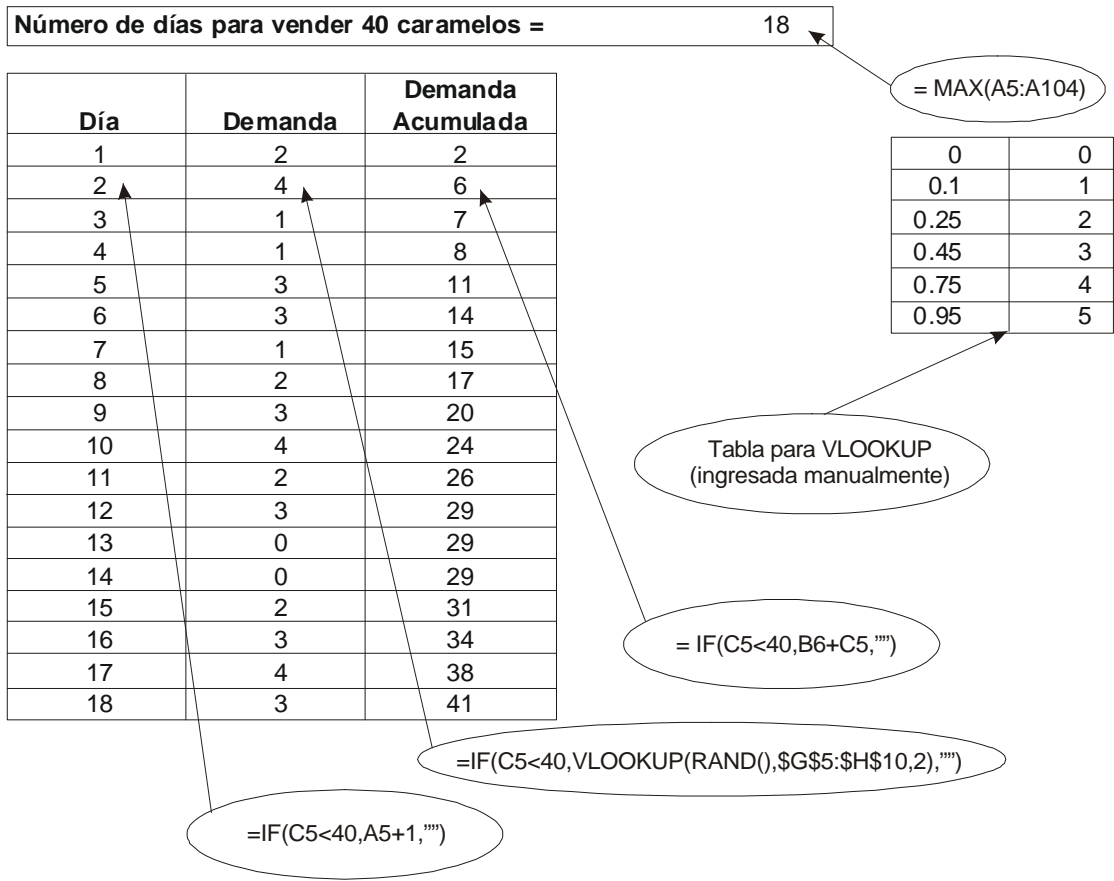 Número de días para vender 40 caramelos = 18
= MAX(A5:A104)
Día Demanda Demanda Acumulada
1 2 2
2 4 6
3 1 7
4 1 8
5 3 11
6 3 14
7 1 15
8 2 17
9 3 20
10 4 24
11 2 26
12 3 29
13 0 29
14 0 29
15 2 31
16 3 34
17 4 38
18 3 41
0 0
0.1 1
0.25 2
0.45 3
0.75 4
0.95 5
Tabla para VLOOKUP
(ingresada manualmente)
= IF(C5<40,B6+C5,"")
=IF(C5<40,VLOOKUP(RAND(),$G$5:$H$10,2),"")
=IF(C5<40,A5+1,"")